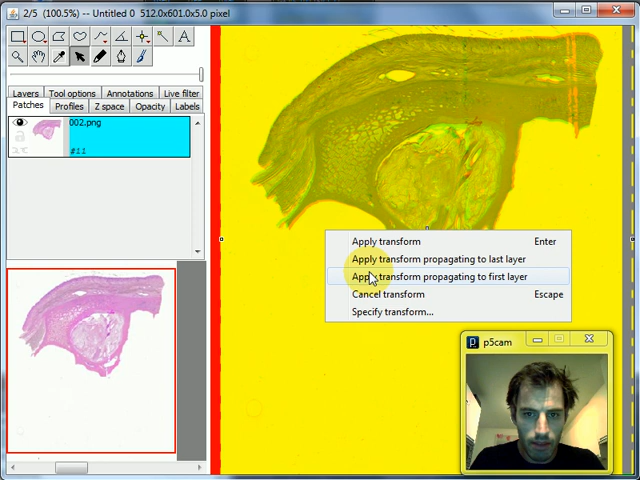 2/5 (100.5%) -- Untitled 0 512.0x601.0x5.0 pixel
A
Layers Tool options Annotations Live filter
Patches Profiles Z space Opacity Labels
002.png
#11
Apply transform Enter
Apply transform propagating to last layer
Apply transform propagating to first layer
Cancel transform Escape
Specify transform...
p5cam